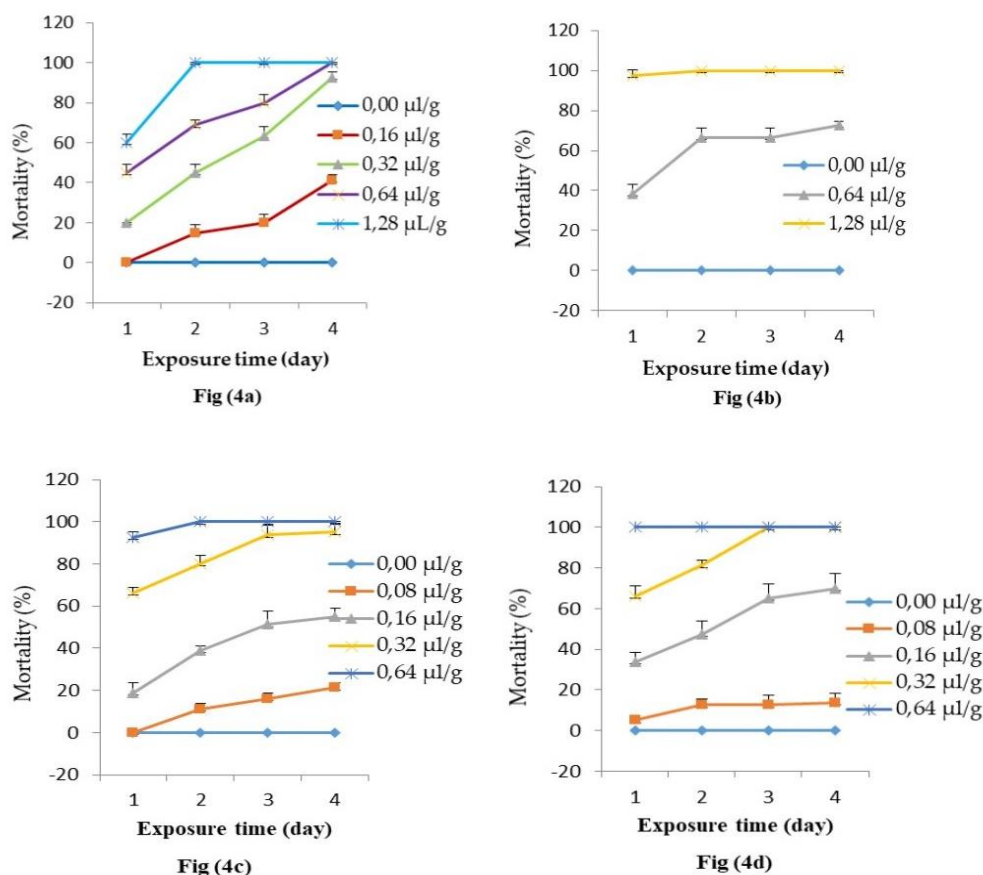 120
100
80
60
40
20
0
-20
Mortality (%)
1 2 3 4
Exposure time (day)
0,00 µl/g
0,16 µl/g
0,32 µl/g
0,64 µl/g
1,28 µL/g
Fig (4a)
120
100
80
60
40
20
0
-20
Mortality (%)
1 2 3 4
Exposure time (day)
0,00 µl/g
0,64 µl/g
1,28 µl/g
Fig (4b)
120
100
80
60
40
20
0
-20
Mortality (%)
1 2 3 4
Exposure time (day)
0,00 µl/g
0,08 µl/g
0,16 µl/g
0,32 µl/g
0,64 µl/g
Fig (4c)
120
100
80
60
40
20
0
-20
Mortality (%)
1 2 3 4
Exposure time (day)
0,00 µl/g
0,08 µl/g
0,16 µl/g
0,32 µl/g
0,64 µl/g
Fig (4d)